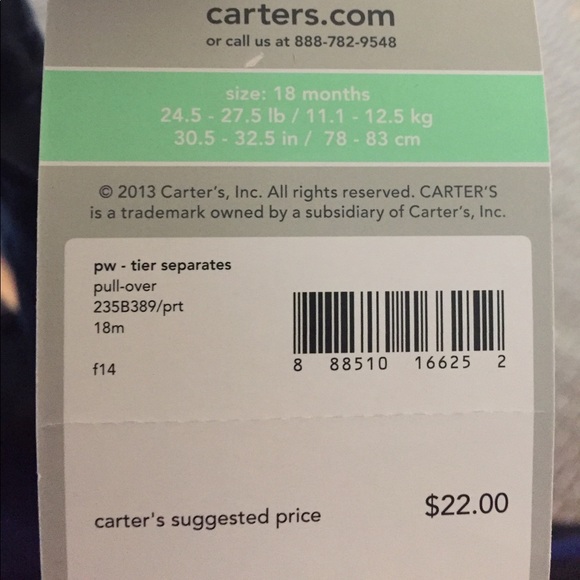 carters.com
or call us at 888-782-9548
size: 18 months
24.5 - 27.5 lb / 11.1 - 12.5 kg
30.5 - 32.5 in / 78 - 83 cm
© 2013 Carter's, Inc. All rights reserved. CARTER'S
is a trademark owned by a subsidiary of Carter's, Inc.
pw - tier separates
pull-over
235B389/prt
18m
f14
8 88510 16625 2
carter's suggested price $22.00